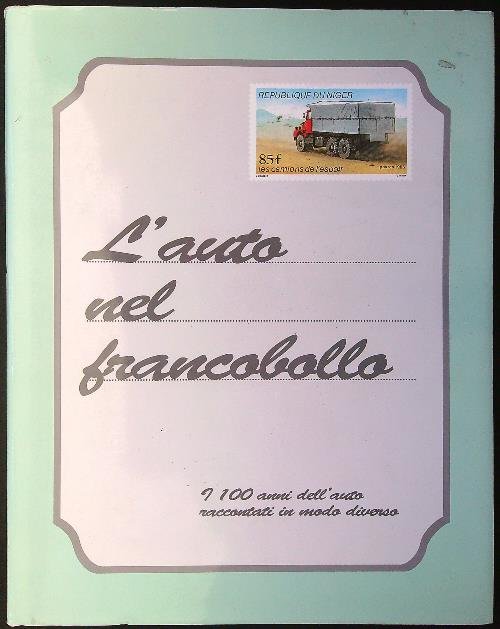 REPUBLIQUE DU NIGER
85f
les camions de l'espoir
L'auto
nel
francobollo
I 100 anni dell'auto
raccontati in modo diverso